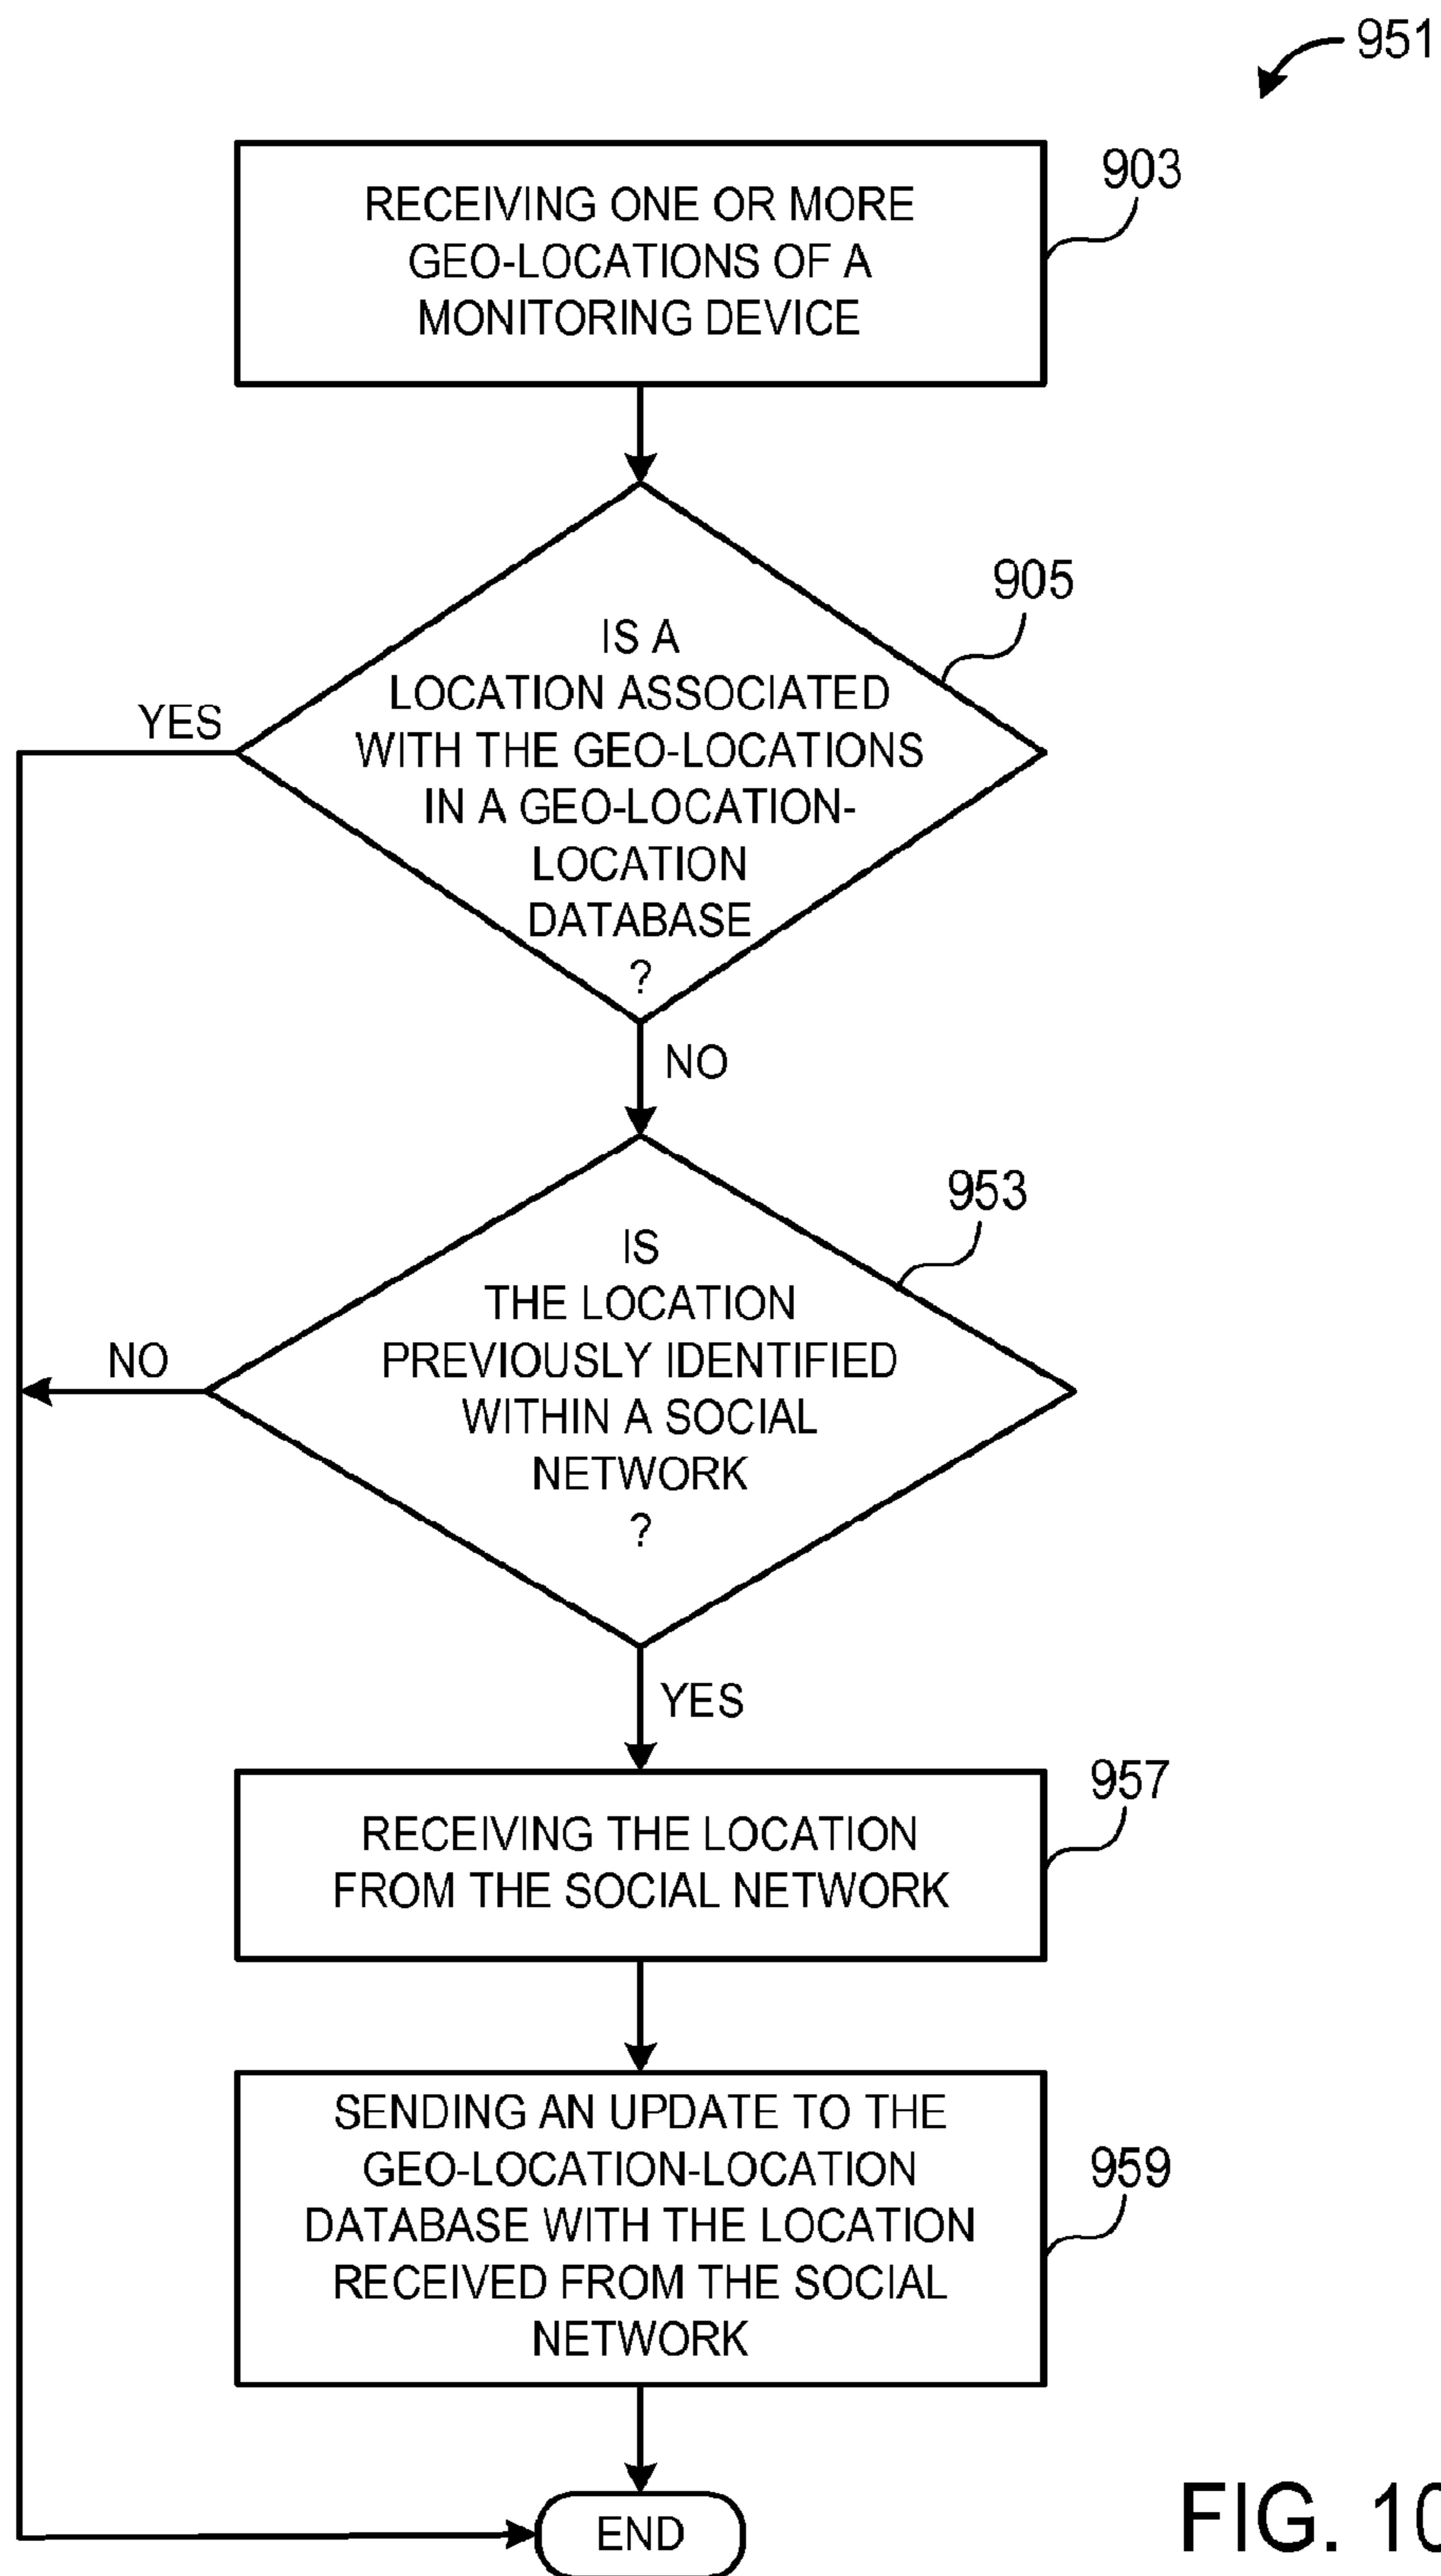 951
903
RECEIVING ONE OR MORE
GEO-LOCATIONS OF A
MONITORING DEVICE
905
IS A
LOCATION ASSOCIATED
WITH THE GEO-LOCATIONS
IN A GEO-LOCATION-
LOCATION
DATABASE
?
YES
NO
953
IS
THE LOCATION
PREVIOUSLY IDENTIFIED
WITHIN A SOCIAL
NETWORK
?
NO
YES
957
RECEIVING THE LOCATION
FROM THE SOCIAL NETWORK
959
SENDING AN UPDATE TO THE
GEO-LOCATION-LOCATION
DATABASE WITH THE LOCATION
RECEIVED FROM THE SOCIAL
NETWORK
END
FIG. 10